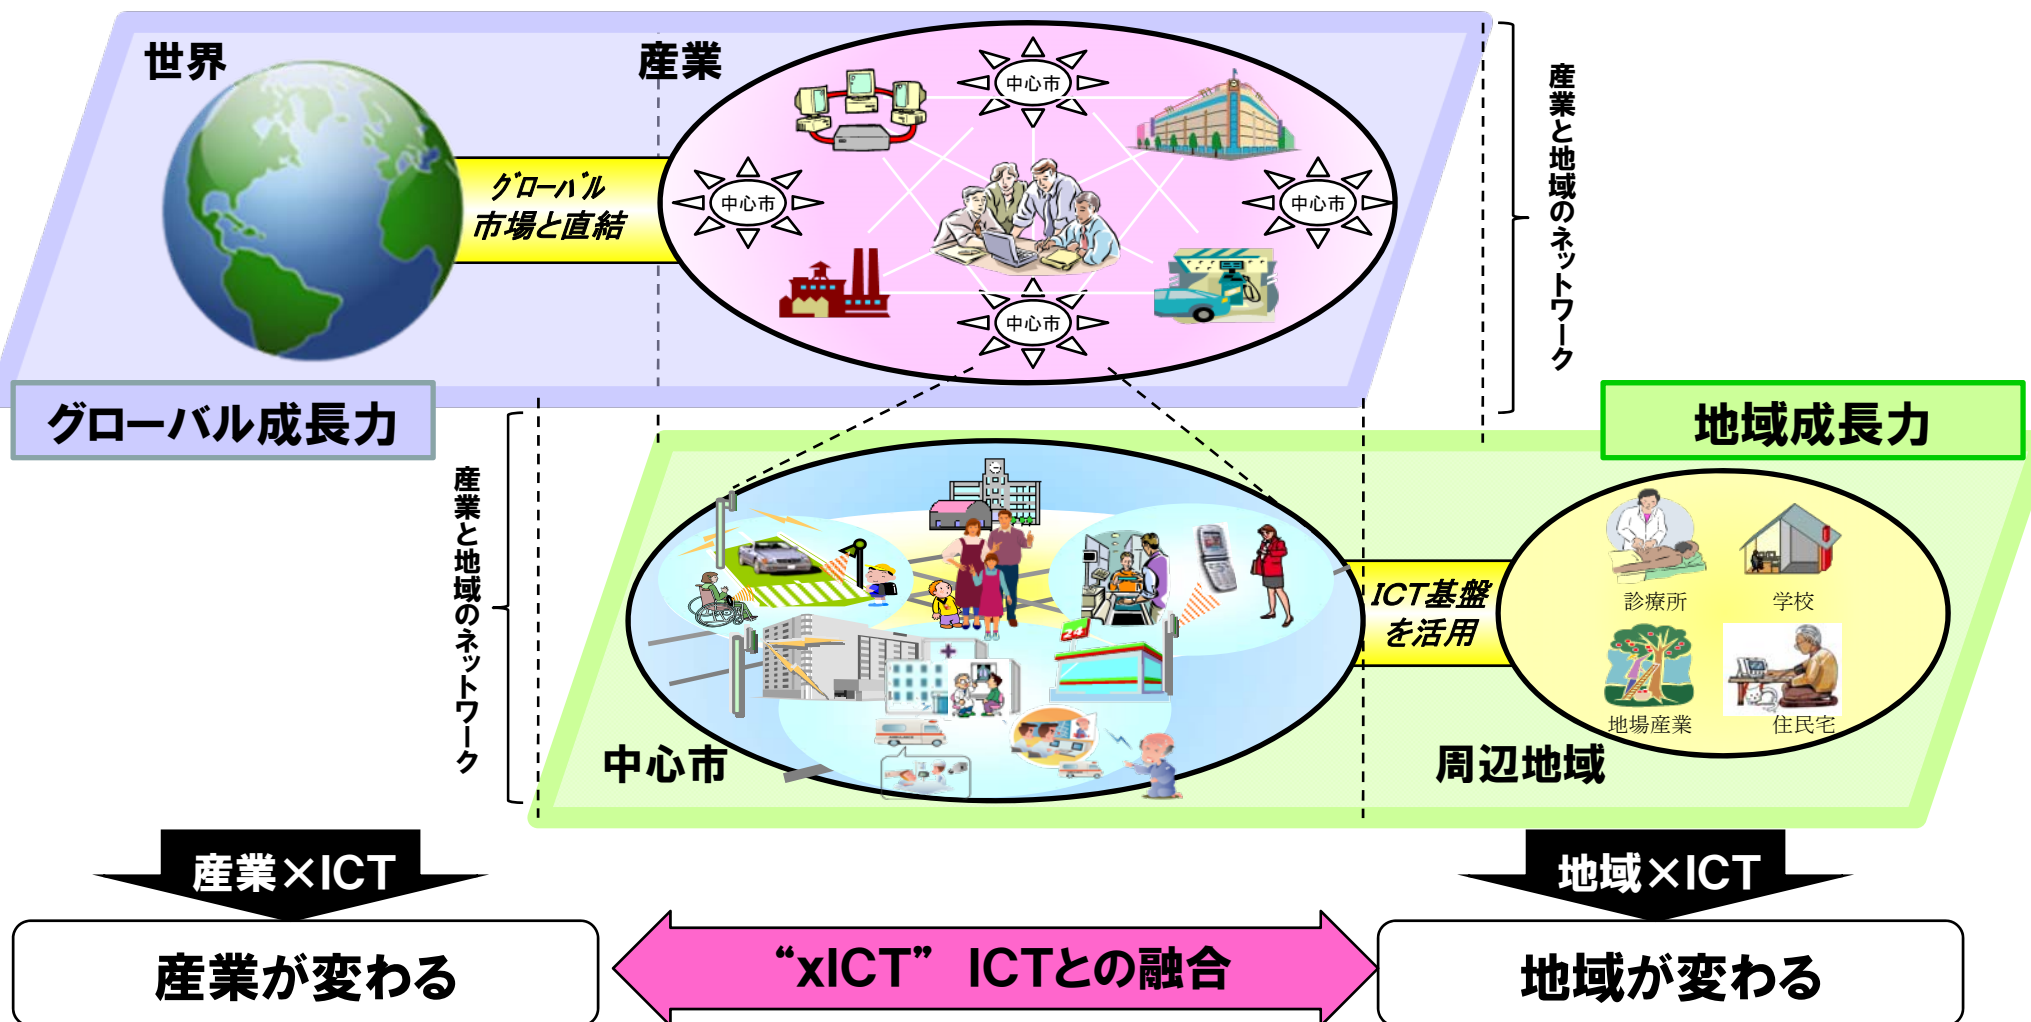 世界
産業
中心市
中心市
中心市
中心市
グローバル
市場と直結
産業と地域のネットワーク
グローバル成長力
地域成長力
産業と地域のネットワーク
24
ICT基盤
を活用
診療所
学校
地場産業
住民宅
中心市
周辺地域
産業×ICT
地域×ICT
産業が変わる
“xICT” ICTとの融合
地域が変わる